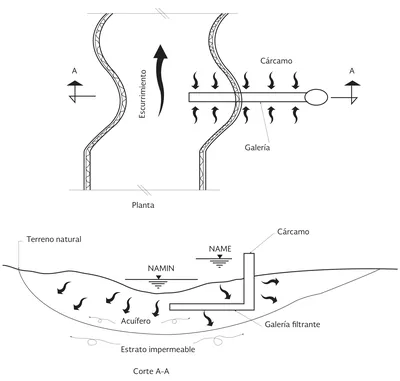 Cárcamo
A
A
Escurrimiento
Galería
Planta
Cárcamo
Terreno natural
NAME
NAMIN
Acuífero
Galería filtrante
Estrato impermeable
Corte A-A